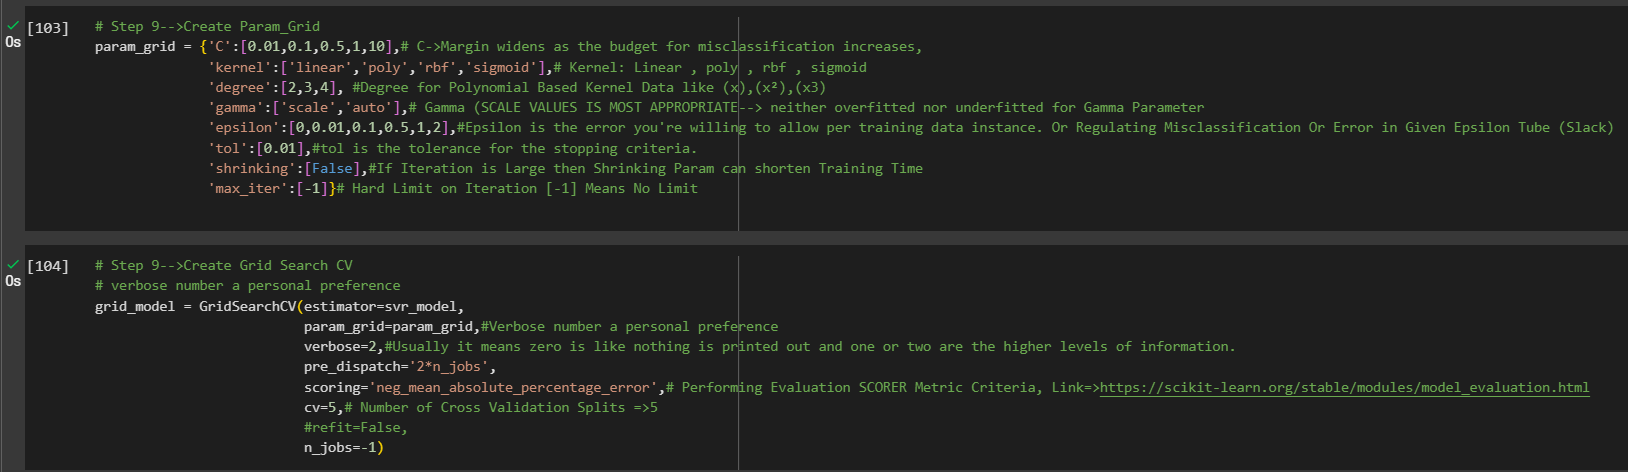 ✓ [103] # Step 9-->Create Param_Grid
0s param_grid = {'C':[0.01,0.1,0.5,1,10],# C->Margin widens as the budget for misclassification increases,
'kernel':['linear','poly','rbf','sigmoid'],# Kernel: Linear , poly , rbf , sigmoid
'degree':[2,3,4], #Degree for Polynomial Based Kernel Data like (x),(x²),(x3)
'gamma':['scale','auto'],# Gamma (SCALE VALUES IS MOST APPROPRIATE--> neither overfitted nor underfitted for Gamma Parameter
'epsilon':[0,0.01,0.1,0.5,1,2],#Epsilon is the error you're willing to allow per training data instance. Or Regulating Misclassification Or Error in Given Epsilon Tube (Slack)
'tol':[0.01],#tol is the tolerance for the stopping criteria.
'shrinking':[False],#If Iteration is Large then Shrinking Param can shorten Training Time
'max_iter':[-1]}# Hard Limit on Iteration [-1] Means No Limit
✓ [104] # Step 9-->Create Grid Search CV
0s # verbose number a personal preference
grid_model = GridSearchCV(estimator=svr_model,
param_grid=param_grid,#Verbose number a personal preference
verbose=2,#Usually it means zero is like nothing is printed out and one or two are the higher levels of information.
pre_dispatch='2*n_jobs',
scoring='neg_mean_absolute_percentage_error',# Performing Evaluation SCORER Metric Criteria, Link=>https://scikit-learn.org/stable/modules/model_evaluation.html
cv=5,# Number of Cross Validation Splits =>5
#refit=False,
n_jobs=-1)